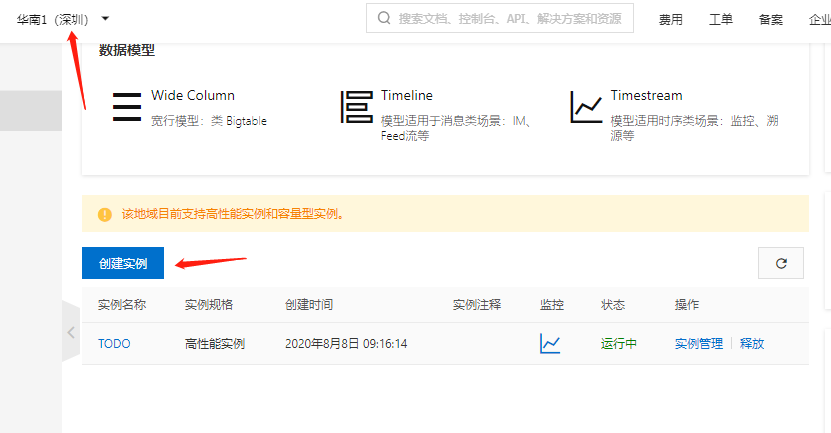 华南1（深圳）
搜索文档、控制台、API、解决方案和资源
费用 工单 备案 企业
数据模型
Wide Column
宽行模型：类 Bigtable
Timeline
模型适用于消息类场景：IM、
Feed流等
Timestream
模型适用时序类场景：监控、溯
源等
该地域目前支持高性能实例和容量型实例。
创建实例
实例名称 实例规格 创建时间 实例注释 监控 状态 操作
TODO 高性能实例 2020年8月8日 09:16:14 运行中 实例管理 释放